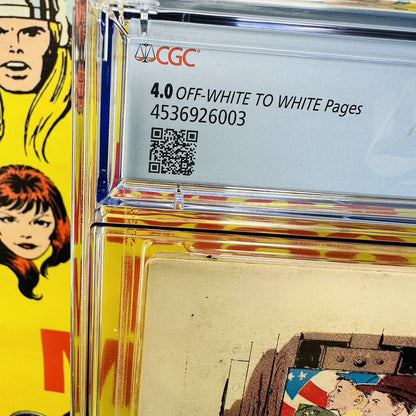 CGC
4.0 OFF-WHITE TO WHITE Pages
4536926003
M